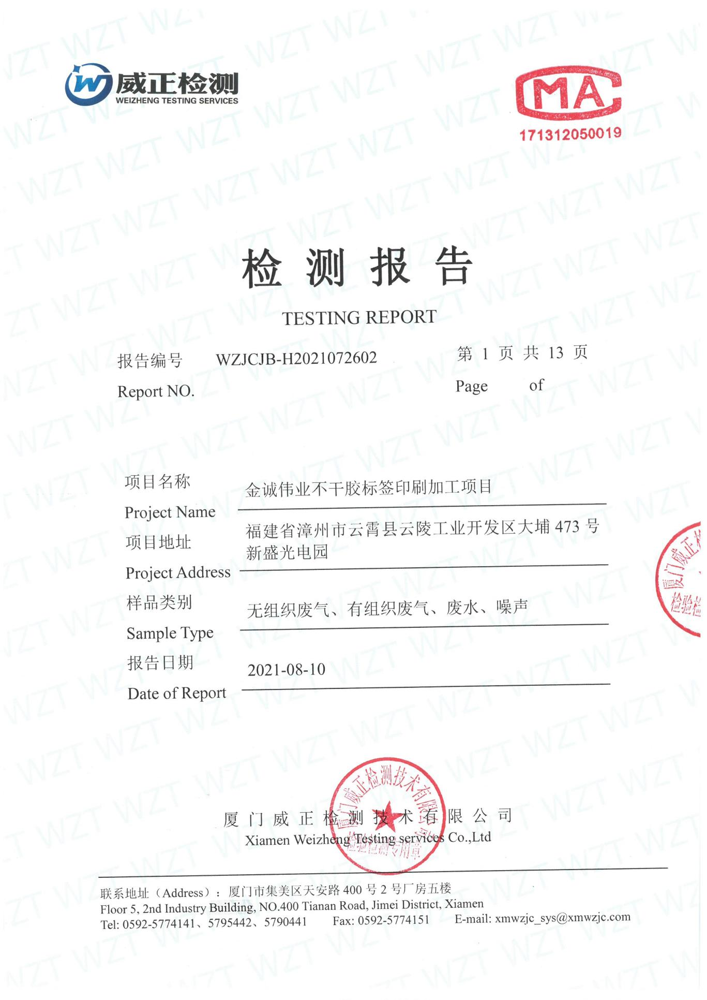 威正检测
WEIZHENG TESTING SERVICES
CMA
171312050019
检 测 报 告
TESTING REPORT
报告编号 WZJCJB-H2021072602 第 1 页 共 13 页
Report NO. Page of
项目名称 金诚伟业不干胶标签印刷加工项目
Project Name
项目地址 福建省漳州市云霄县云陵工业开发区大埔 473 号
新盛光电园
Project Address
样品类别 无组织废气、有组织废气、废水、噪声
Sample Type
报告日期 2021-08-10
Date of Report
厦门威正检测技术有限公司
检验检测专用章
厦门威正检
检验检
厦 门 威 正 检 测 技 术 有 限 公 司
Xiamen Weizheng Testing services Co.,Ltd
联系地址（Address）：厦门市集美区天安路 400 号 2 号厂房五楼
Floor 5, 2nd Industry Building, NO.400 Tianan Road, Jimei District, Xiamen
Tel: 0592-5774141、5795442、5790441 Fax: 0592-5774151 E-mail: xmwzjc_sys@xmwzjc.com
WZT